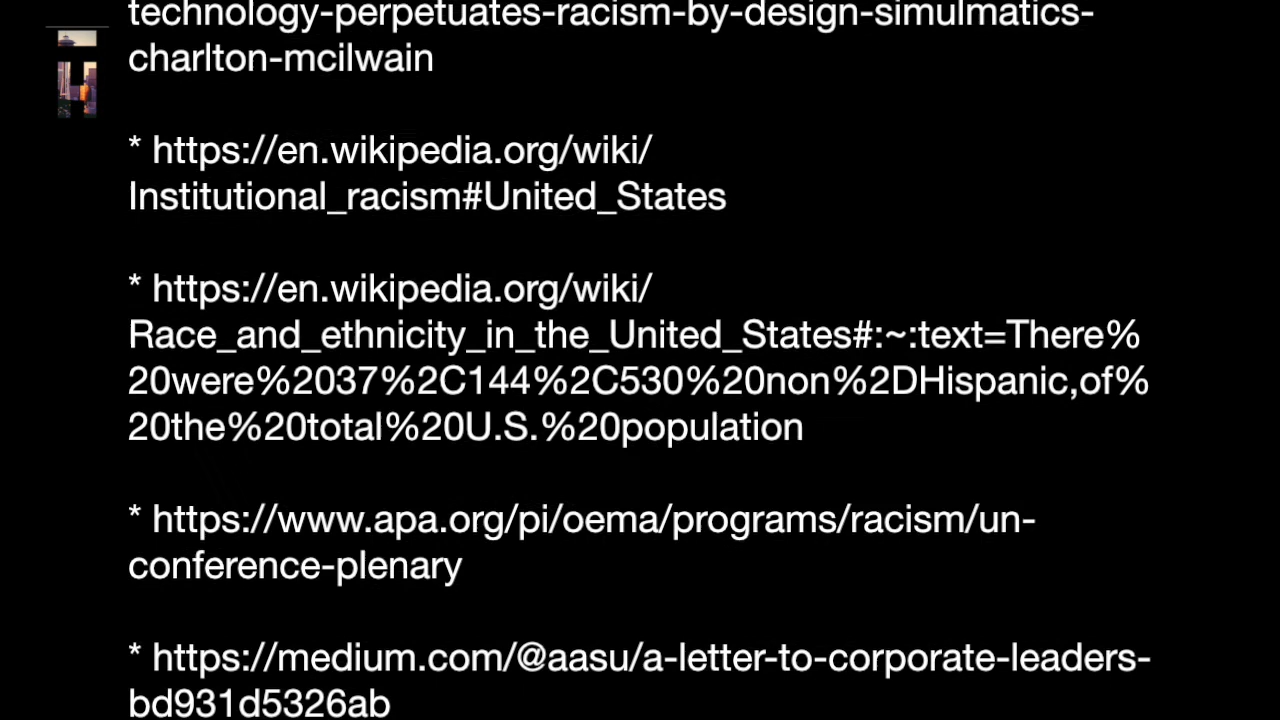 technology-perpetuates-racism-by-design-simulmatics-
charlton-mcilwain
* https://en.wikipedia.org/wiki/
Institutional_racism#United_States
* https://en.wikipedia.org/wiki/
Race_and_ethnicity_in_the_United_States#:~:text=There%
20were%2037%2C144%2C530%20non%2DHispanic,of%
20the%20total%20U.S.%20population
* https://www.apa.org/pi/oema/programs/racism/un-
conference-plenary
* https://medium.com/@aasu/a-letter-to-corporate-leaders-
bd931d5326ab